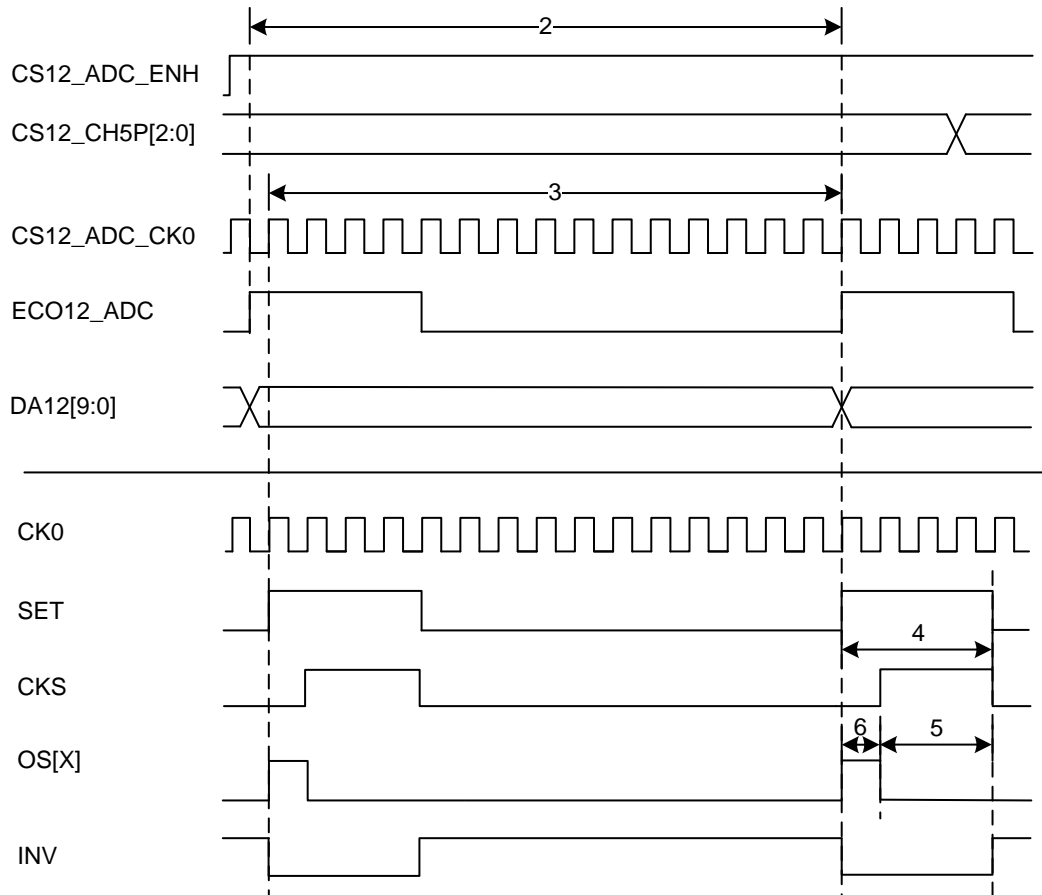 2
CS12_ADC_ENH
CS12_CH5P[2:0]
3
CS12_ADC_CK0
ECO12_ADC
DA12[9:0]
CK0
SET
4
CKS
6 5
OS[X]
INV